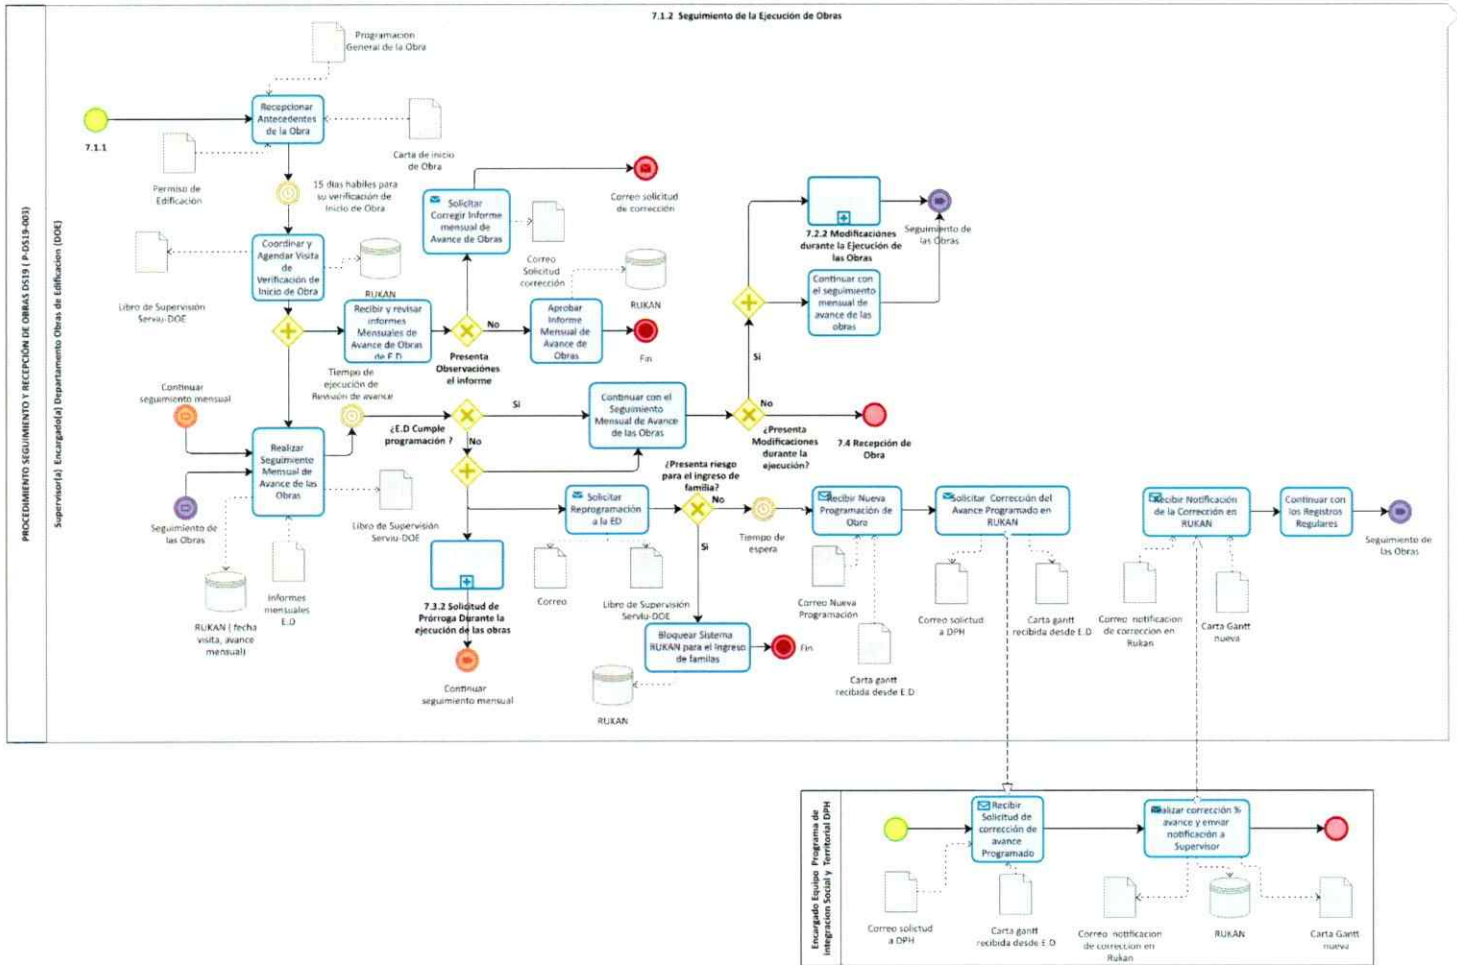 7.1.2 Seguimiento de la Ejecución de Obras
PROCEDIMIENTO SEGUIMIENTO Y RECEPCIÓN DE OBRAS DS19 ( P-DS19-003)
Supervisor(a) Encargado(a) Departamento Obras de Edificación (DOE)
Programación
General de la Obra
7.1.1
Recepcionar
Antecedentes
de la Obra
Permiso de
Edificación
Carta de inicio
de Obra
15 días hábiles para
su verificación de
Inicio de Obra
Coordinar y
Agendar Visita
de
Verificación de
Inicio de Obra
Libro de Supervisión
Serviu-DOE
RUKAN
Recibir y revisar
informes
Mensuales de
Avance de Obras
de E.D
Solicitar
Corregir Informe
mensual de
Avance de Obras
Correo solicitud
de corrección
Correo
Solicitud
corrección
Presenta
Observaciónes
el informe
No
Aprobar
Informe
Mensual de
Avance de
Obras
RUKAN
Fin
7.2.2 Modificaciones
durante la Ejecución de
las Obras
Seguimiento de
las Obras
Continuar con
el seguimiento
mensual de
avance de las
obras
Si
Continuar
seguimiento mensual
Tiempo de
ejecución de
Revisión de avance
¿E.D Cumple
programación ?
Si
No
Continuar con el
Seguimiento
Mensual de Avance
de las Obras
No
¿Presenta
Modificaciones
durante la
ejecución?
7.4 Recepción de
Obra
Realizar
Seguimiento
Mensual de
Avance de las
Obras
Seguimiento de
las Obras
Libro de Supervisión
Serviu-DOE
RUKAN ( fecha
visita, avance
mensual)
Informes
mensuales
E.D
7.3.2 Solicitud de
Prórroga Durante la
ejecución de las obras
Continuar
seguimiento mensual
Solicitar
Reprogramación
a la ED
Correo
Libro de Supervisión
Serviu-DOE
¿Presenta riesgo
para el ingreso de
familia?
No
Si
Tiempo de
espera
Bloquear Sistema
RUKAN para el ingreso
de familas
Fin
RUKAN
Recibir Nueva
Programación de
Obra
Correo Nueva
Programación
Carta gantt
recibida desde E.D
Solicitar Corrección del
Avance Programado en
RUKAN
Correo solictud
a DPH
Carta gantt
recibida desde E.D
Recibir Notificación
de la Corrección en
RUKAN
Correo notificacion
de correccion en
Rukan
Carta Gantt
nueva
Continuar con
los Registros
Regulares
Seguimiento de
las Obras
Encargado Equipo Programa de
integracion Social y Territorial DPH
Recibir
Solicitud de
corrección de
avance
Programado
Correo solictud
a DPH
Carta gantt
recibida desde E.D
alizar corrección %
avance y enviar
notificación a
Supervisor
Correo notificacion
de correccion en
Rukan
RUKAN
Carta Gantt
nueva